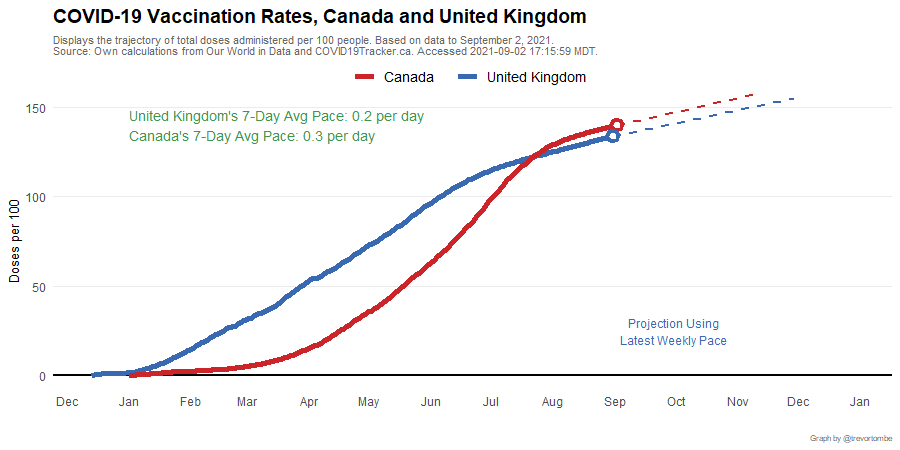 COVID-19 Vaccination Rates, Canada and United Kingdom
Displays the trajectory of total doses administered per 100 people. Based on data to September 2, 2021.
Source: Own calculations from Our World in Data and COVID19Tracker.ca. Accessed 2021-09-02 17:15:59 MDT.
Canada United Kingdom
United Kingdom's 7-Day Avg Pace: 0.2 per day
Canada's 7-Day Avg Pace: 0.3 per day
Doses per 100
150
100
50
0
Projection Using
Latest Weekly Pace
Dec Jan Feb Mar Apr May Jun Jul Aug Sep Oct Nov Dec Jan
Graph by @trevortombe